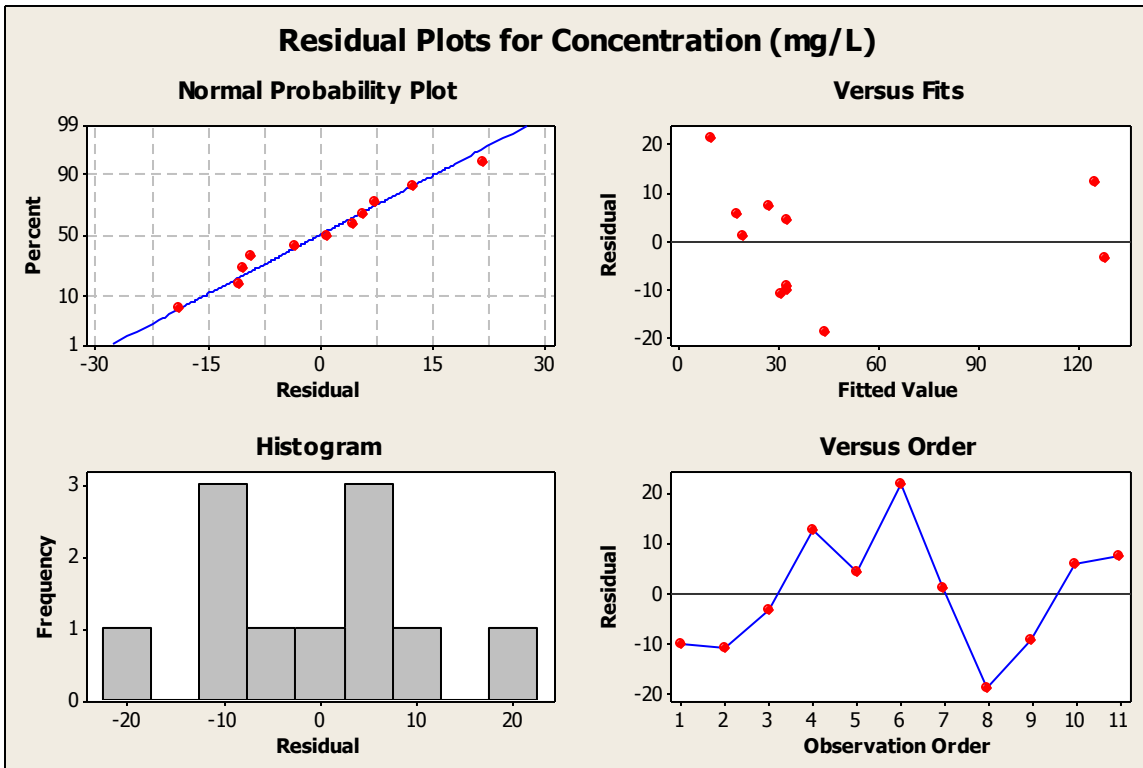 Residual Plots for Concentration (mg/L)
Normal Probability Plot
Percent
99
90
50
10
1
-30 -15 0 15 30
Residual
Versus Fits
Residual
20
10
0
-10
-20
0 30 60 90 120
Fitted Value
Histogram
Frequency
3
2
1
0
-20 -10 0 10 20
Residual
Versus Order
Residual
20
10
0
-10
-20
1 2 3 4 5 6 7 8 9 10 11
Observation Order